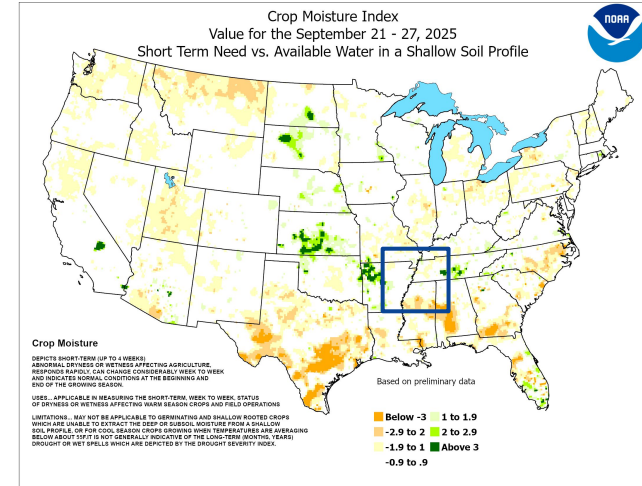 Crop Moisture Index
Value for the September 21 - 27, 2025
Short Term Need vs. Available Water in a Shallow Soil Profile
NOAA
Crop Moisture
DEPICTS SHORT-TERM (UP TO 4 WEEKS)
ABNORMAL DRYNESS OR WETNESS AFFECTING AGRICULTURE,
RESPONDS RAPIDLY, CAN CHANGE CONSIDERABLY WEEK TO WEEK
AND INDICATES NORMAL CONDITIONS AT THE BEGINNING AND
END OF THE GROWING SEASON.
USES... APPLICABLE IN MEASURING THE SHORT-TERM, WEEK TO WEEK, STATUS
OF DRYNESS OR WETNESS AFFECTING WARM SEASON CROPS AND FIELD OPERATIONS
LIMITATIONS... MAY NOT BE APPLICABLE TO GERMINATING AND SHALLOW ROOTED CROPS
WHICH ARE UNABLE TO EXTRACT THE DEEP OR SUBSOIL MOISTURE FROM A SHALLOW
SOIL PROFILE, OR FOR COOL SEASON CROPS GROWING WHEN TEMPERATURES ARE AVERAGING
BELOW ABOUT 55F.IT IS NOT GENERALLY INDICATIVE OF THE LONG-TERM (MONTHS, YEARS)
DROUGHT OR WET SPELLS WHICH ARE DEPICTED BY THE DROUGHT SEVERITY INDEX.
Based on preliminary data
Below -3
-2.9 to 2
-1.9 to 1
-0.9 to .9
1 to 1.9
2 to 2.9
Above 3